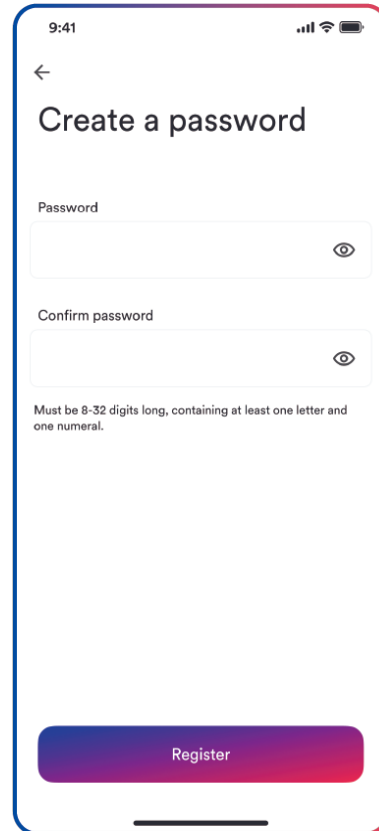 9:41
Create a password
Password
Confirm password
Must be 8-32 digits long, containing at least one letter and
one numeral.
Register